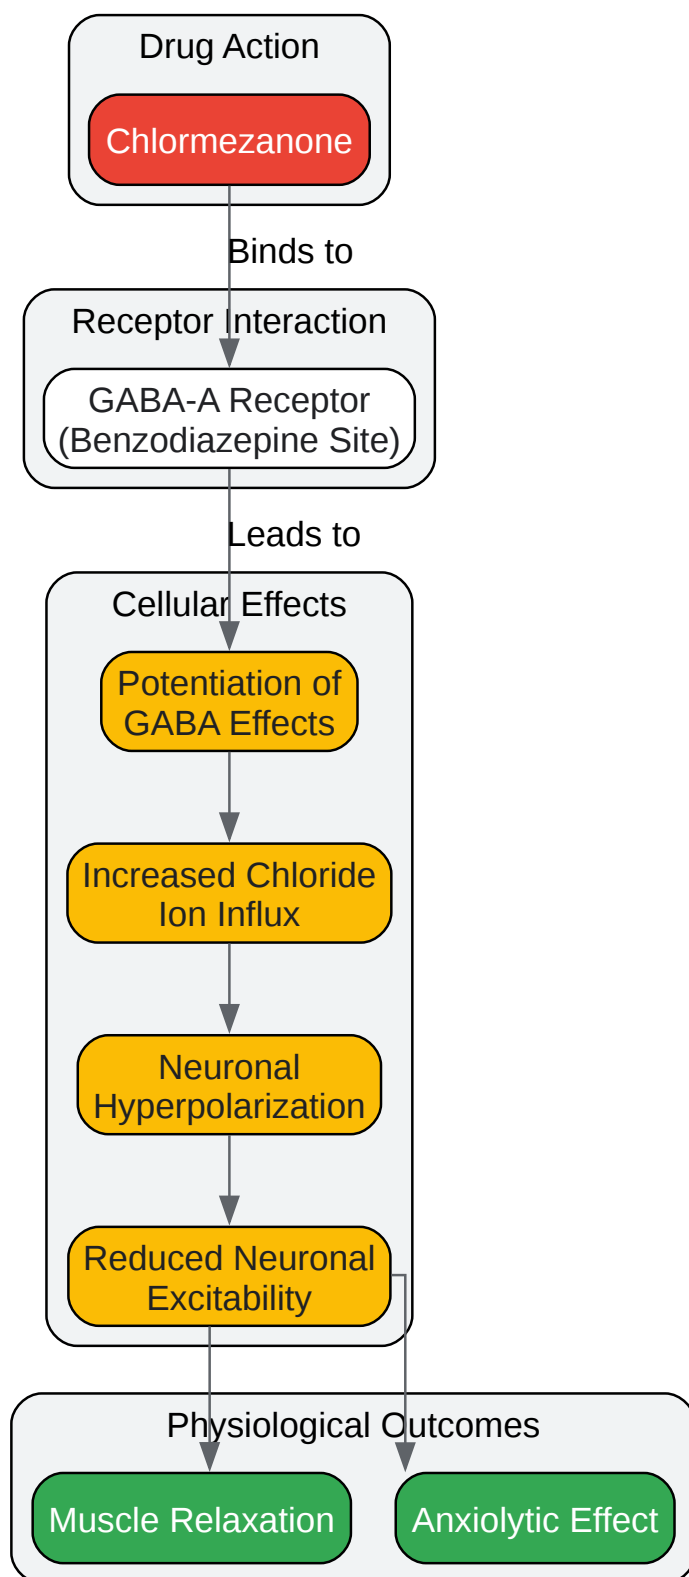 Drug Action
Chlormezanone
Binds to
Receptor Interaction
GABA-A Receptor
(Benzodiazepine Site)
Leads to
Cellular Effects
Potentiation of
GABA Effects
Increased Chloride
Ion Influx
Neuronal
Hyperpolarization
Reduced Neuronal
Excitability
Physiological Outcomes
Muscle Relaxation
Anxiolytic Effect